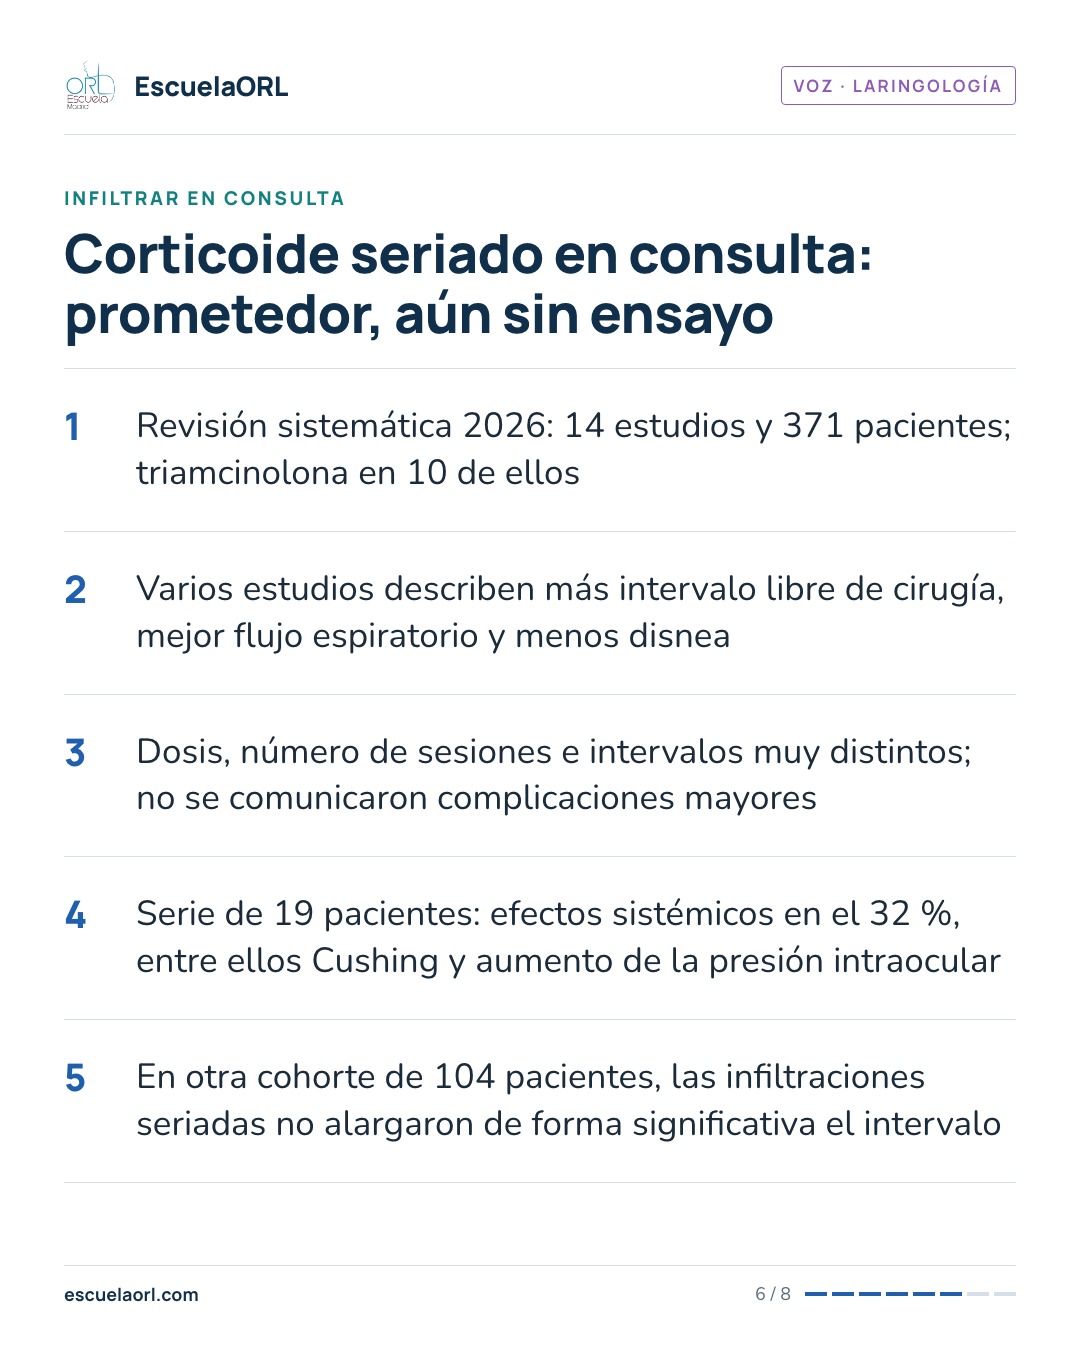 ORL
Escuela
Madrid
EscuelaORL
VOZ · LARINGOLOGÍA
INFILTRAR EN CONSULTA
Corticoide seriado en consulta:
prometedor, aún sin ensayo
1 Revisión sistemática 2026: 14 estudios y 371 pacientes;
triamcinolona en 10 de ellos
2 Varios estudios describen más intervalo libre de cirugía,
mejor flujo espiratorio y menos disnea
3 Dosis, número de sesiones e intervalos muy distintos;
no se comunicaron complicaciones mayores
4 Serie de 19 pacientes: efectos sistémicos en el 32 %,
entre ellos Cushing y aumento de la presión intraocular
5 En otra cohorte de 104 pacientes, las infiltraciones
seriadas no alargaron de forma significativa el intervalo
escuelaorl.com
6 / 8